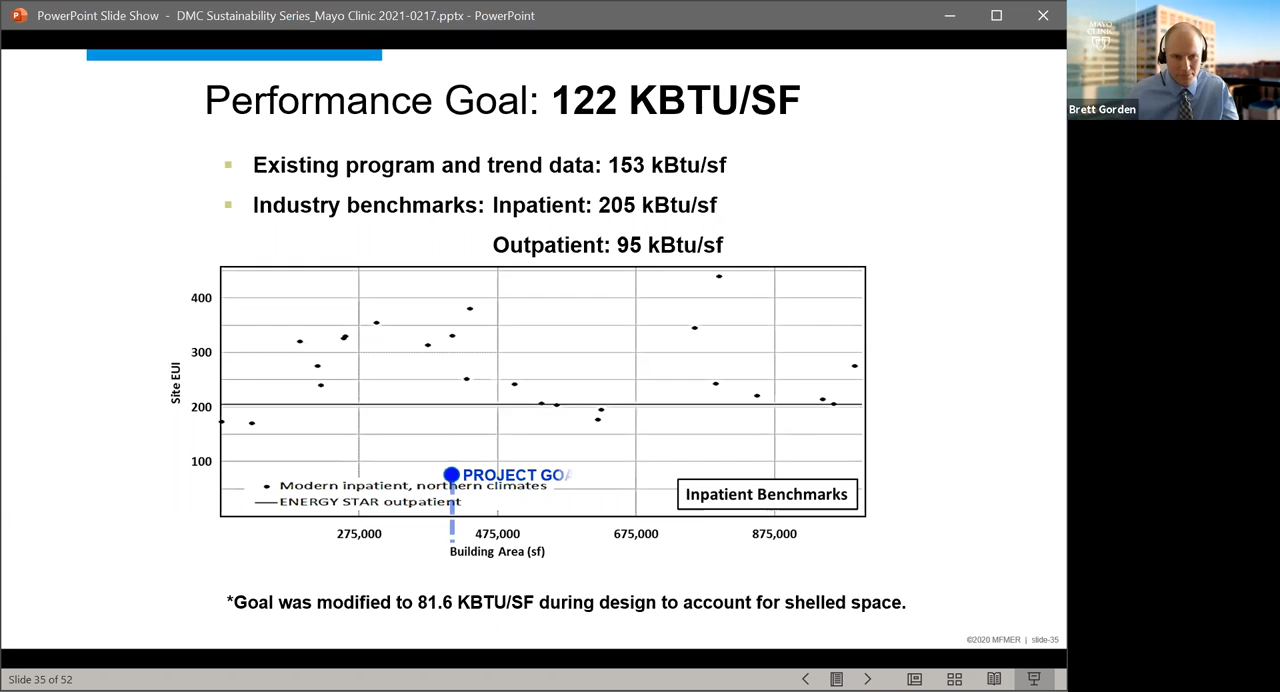 PowerPoint Slide Show - DMC Sustainability Series_Mayo Clinic 2021-0217.pptx - PowerPoint
MAYO
CLINIC
Brett Gorden
Performance Goal: 122 KBTU/SF
Existing program and trend data: 153 kBtu/sf
Industry benchmarks: Inpatient: 205 kBtu/sf
Outpatient: 95 kBtu/sf
400
300
200
100
Site EUI
PROJECT GOA
Modern inpatient, northern climates
ENERGY STAR outpatient
Inpatient Benchmarks
275,000 475,000 675,000 875,000
Building Area (sf)
*Goal was modified to 81.6 KBTU/SF during design to account for shelled space.
©2020 MFMER | slide-35
Slide 35 of 52